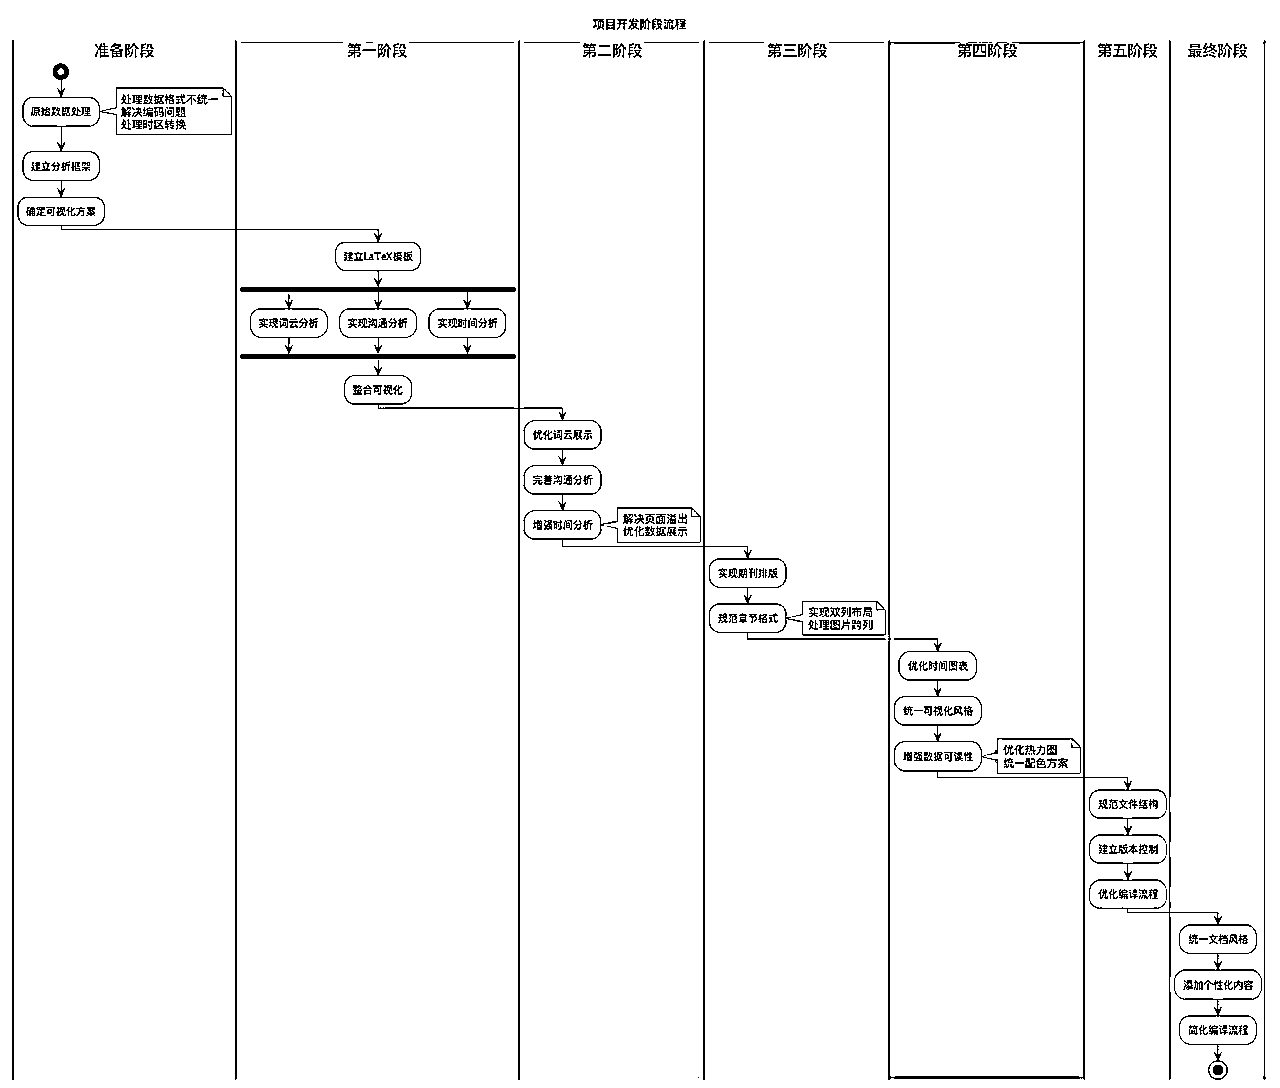 项目开发阶段流程
准备阶段
第一阶段
第二阶段
第三阶段
第四阶段
第五阶段
最终阶段
原始数据处理
处理数据格式不统一
解决编码问题
处理时区转换
建立分析框架
确定可视化方案
建立LaTeX模板
实现词云分析
实现沟通分析
实现时间分析
整合可视化
优化词云展示
完善沟通分析
增强时间分析
解决页面溢出
优化数据展示
实现期刊排版
规范章节格式
实现双列布局
处理图片跨列
优化时间图表
统一可视化风格
增强数据可读性
优化热力图
统一配色方案
规范文件结构
建立版本控制
优化编译流程
统一文档风格
添加个性化内容
简化编译流程